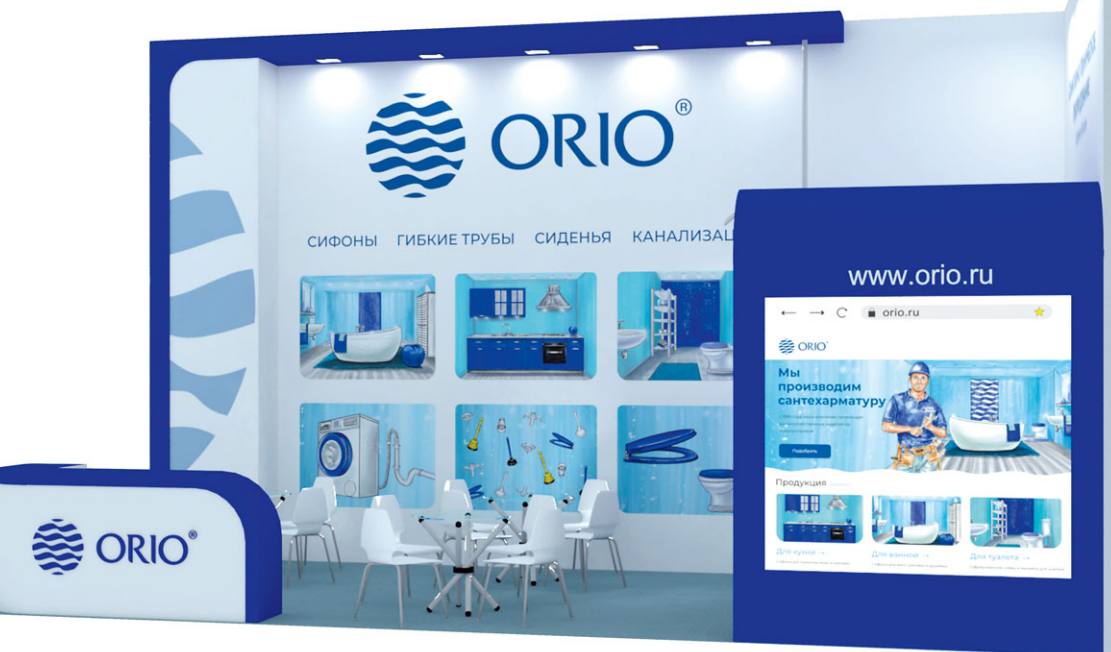 ORIO®
СИФОНЫ ГИБКИЕ ТРУБЫ СИДЕНЬЯ КАНАЛИЗАЦ
www.orio.ru
orio.ru
ORIO
Мы
производим
сантехарматуру
Подобрать
Продукция
Для кухни →
Для ванной →
Для туалета →
ORIO®